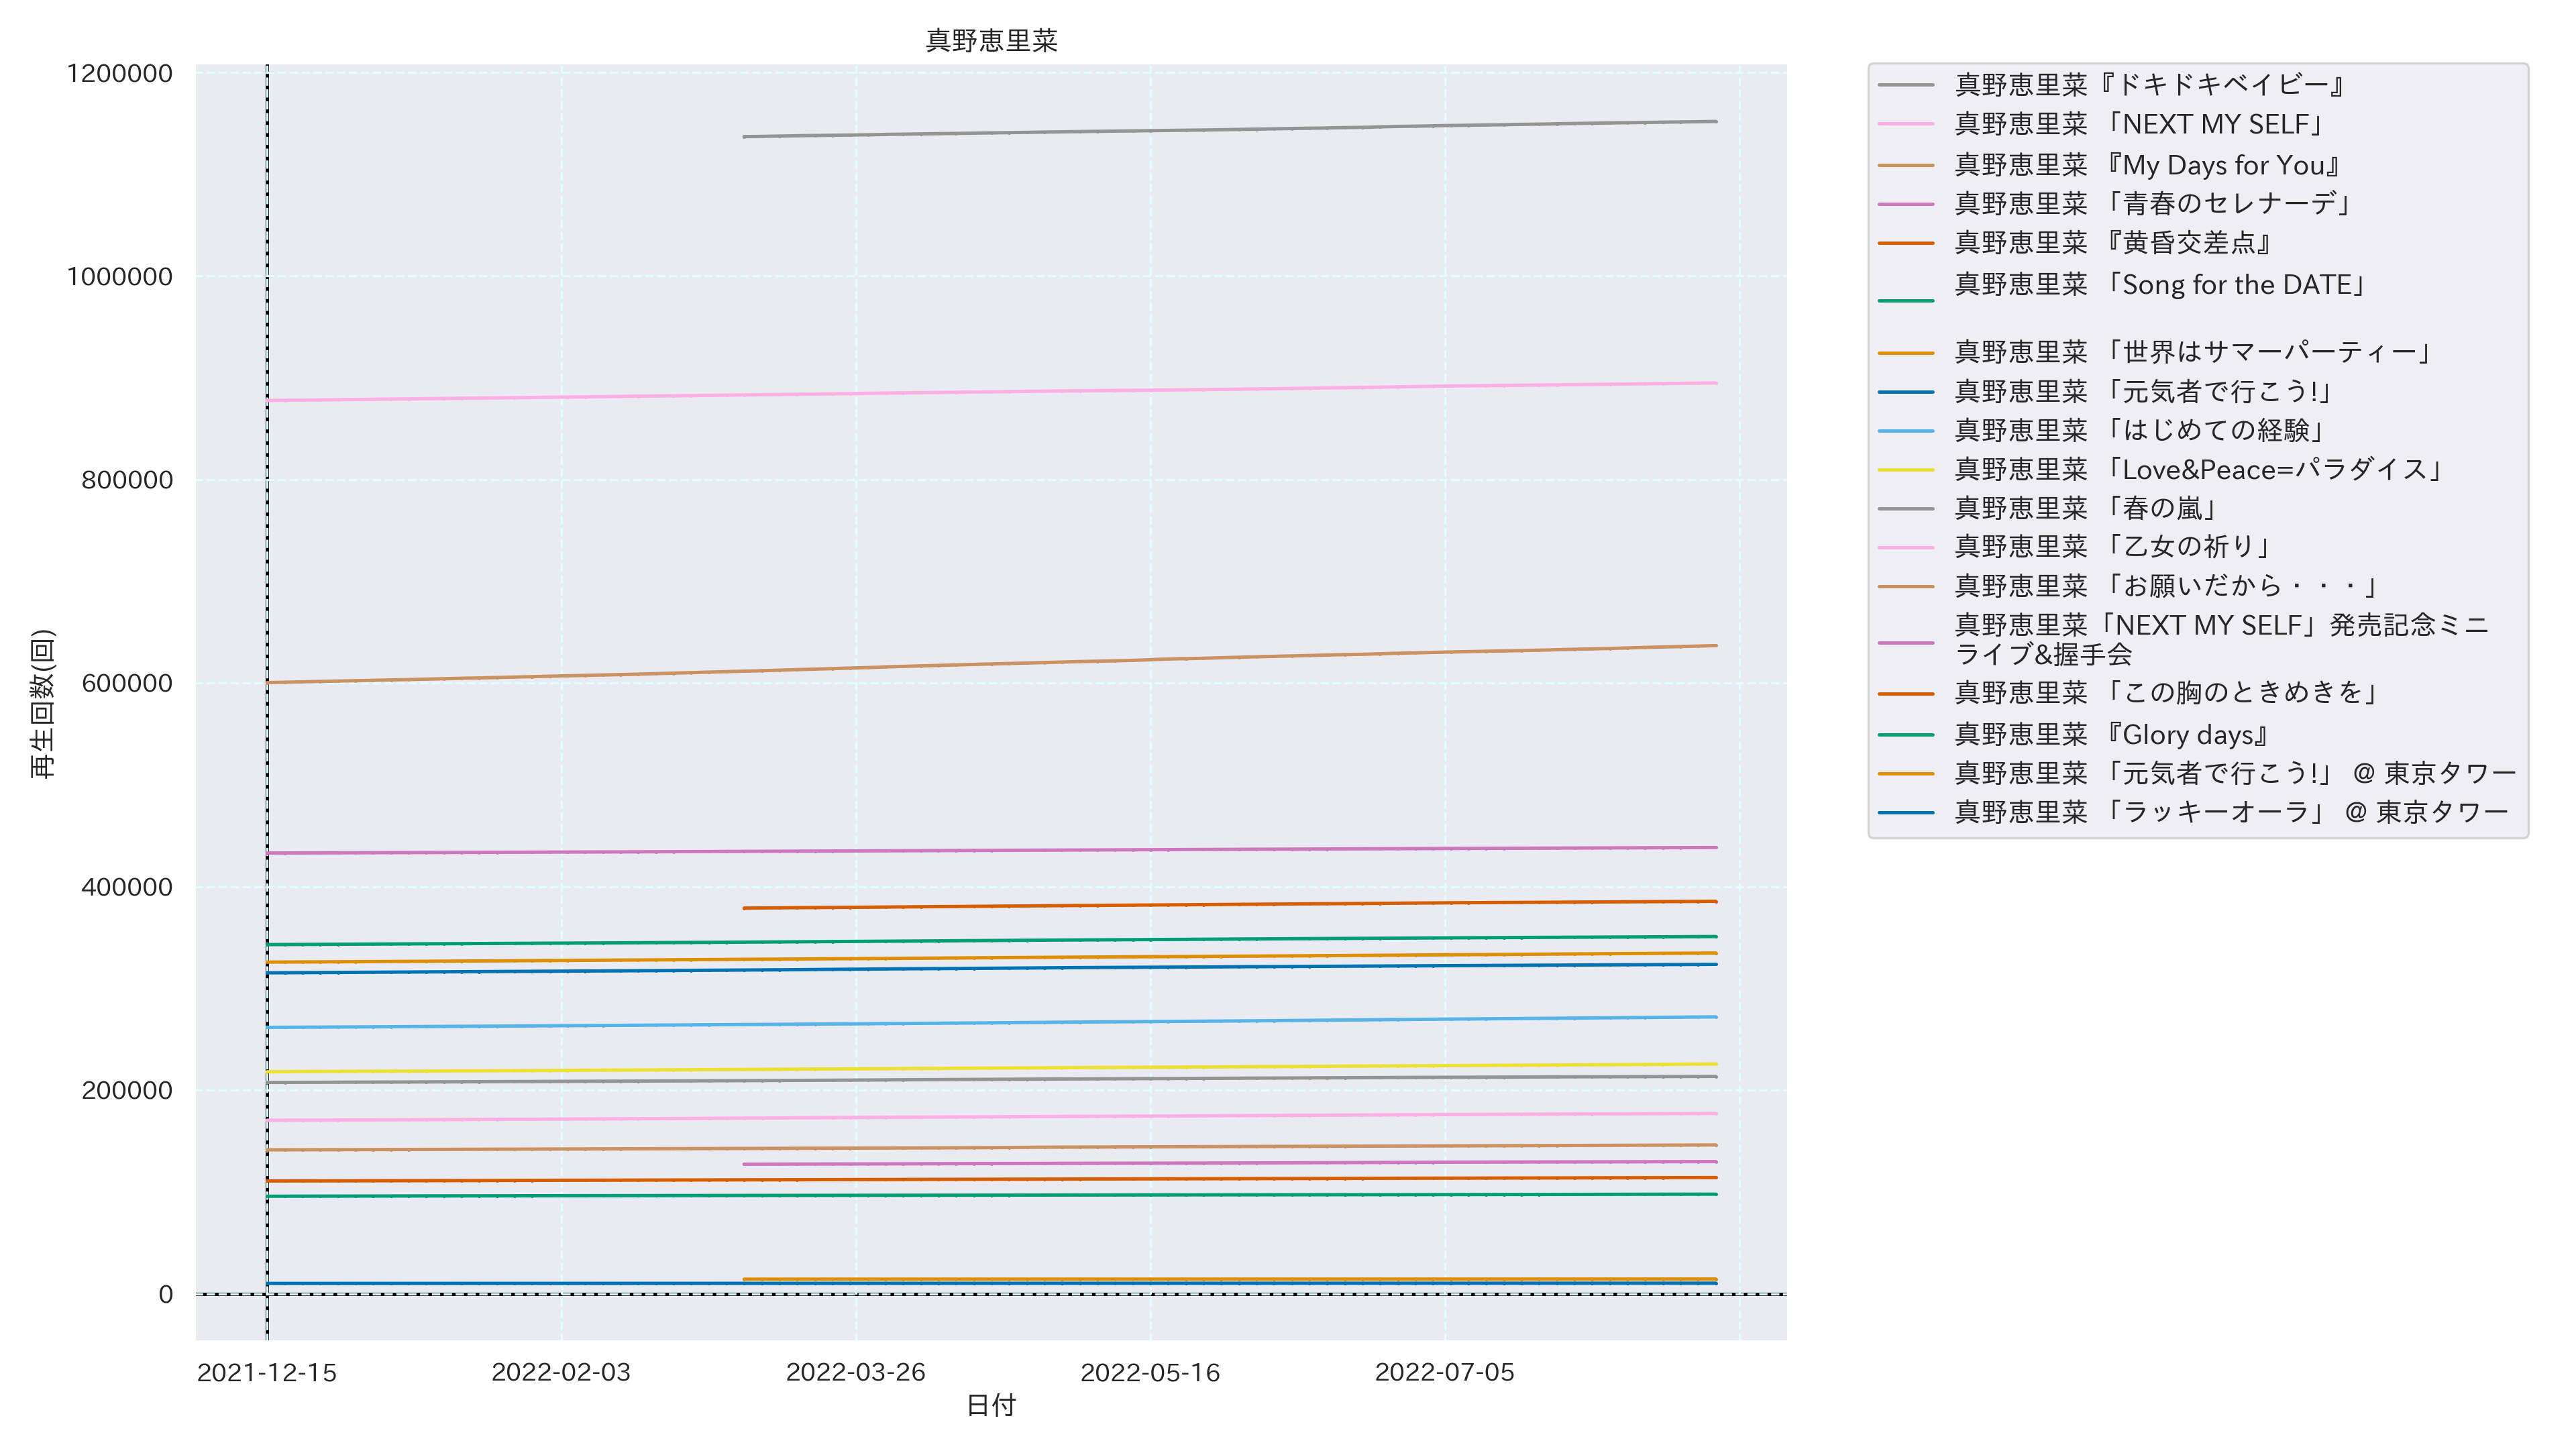 真野恵里菜
1200000
1000000
800000
600000
400000
200000
0
再生回数(回)
2021-12-15
2022-02-03
2022-03-26
2022-05-16
2022-07-05
日付
真野恵里菜『ドキドキベイビー』
真野恵里菜 「NEXT MY SELF」
真野恵里菜 『My Days for You』
真野恵里菜 「青春のセレナーデ」
真野恵里菜 『黄昏交差点』
真野恵里菜 「Song for the DATE」
真野恵里菜 「世界はサマーパーティー」
真野恵里菜 「元気者で行こう!」
真野恵里菜 「はじめての経験」
真野恵里菜 「Love&Peace=パラダイス」
真野恵里菜 「春の嵐」
真野恵里菜 「乙女の祈り」
真野恵里菜 「お願いだから・・・」
真野恵里菜「NEXT MY SELF」発売記念ミニ
ライブ&握手会
真野恵里菜 「この胸のときめきを」
真野恵里菜 『Glory days』
真野恵里菜 「元気者で行こう!」 @ 東京タワー
真野恵里菜 「ラッキーオーラ」 @ 東京タワー